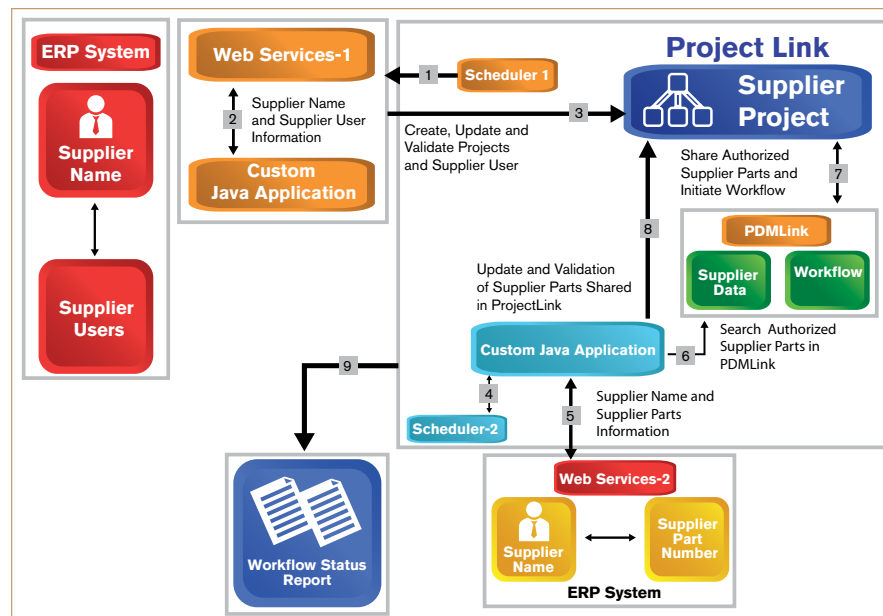 ERP System
Supplier
Name
Supplier
Users
Web Services-1
2
Supplier Name
and Supplier User
Information
Custom
Java Application
1
Scheduler 1
3
Create, Update and
Validate Projects
and Supplier User
Project Link
Supplier
Project
Share Authorized
Supplier Parts and
Initiate Workflow
7
8
PDMLink
Supplier
Data
Workflow
Update and Validation
of Supplier Parts Shared
in ProjectLink
Custom Java Application
6
Search Authorized
Supplier Parts in
PDMLink
4
Scheduler-2
5
Supplier Name and
Supplier Parts
Information
9
Workflow Status
Report
Web Services-2
Supplier
Name
Supplier
Part
Number
ERP System